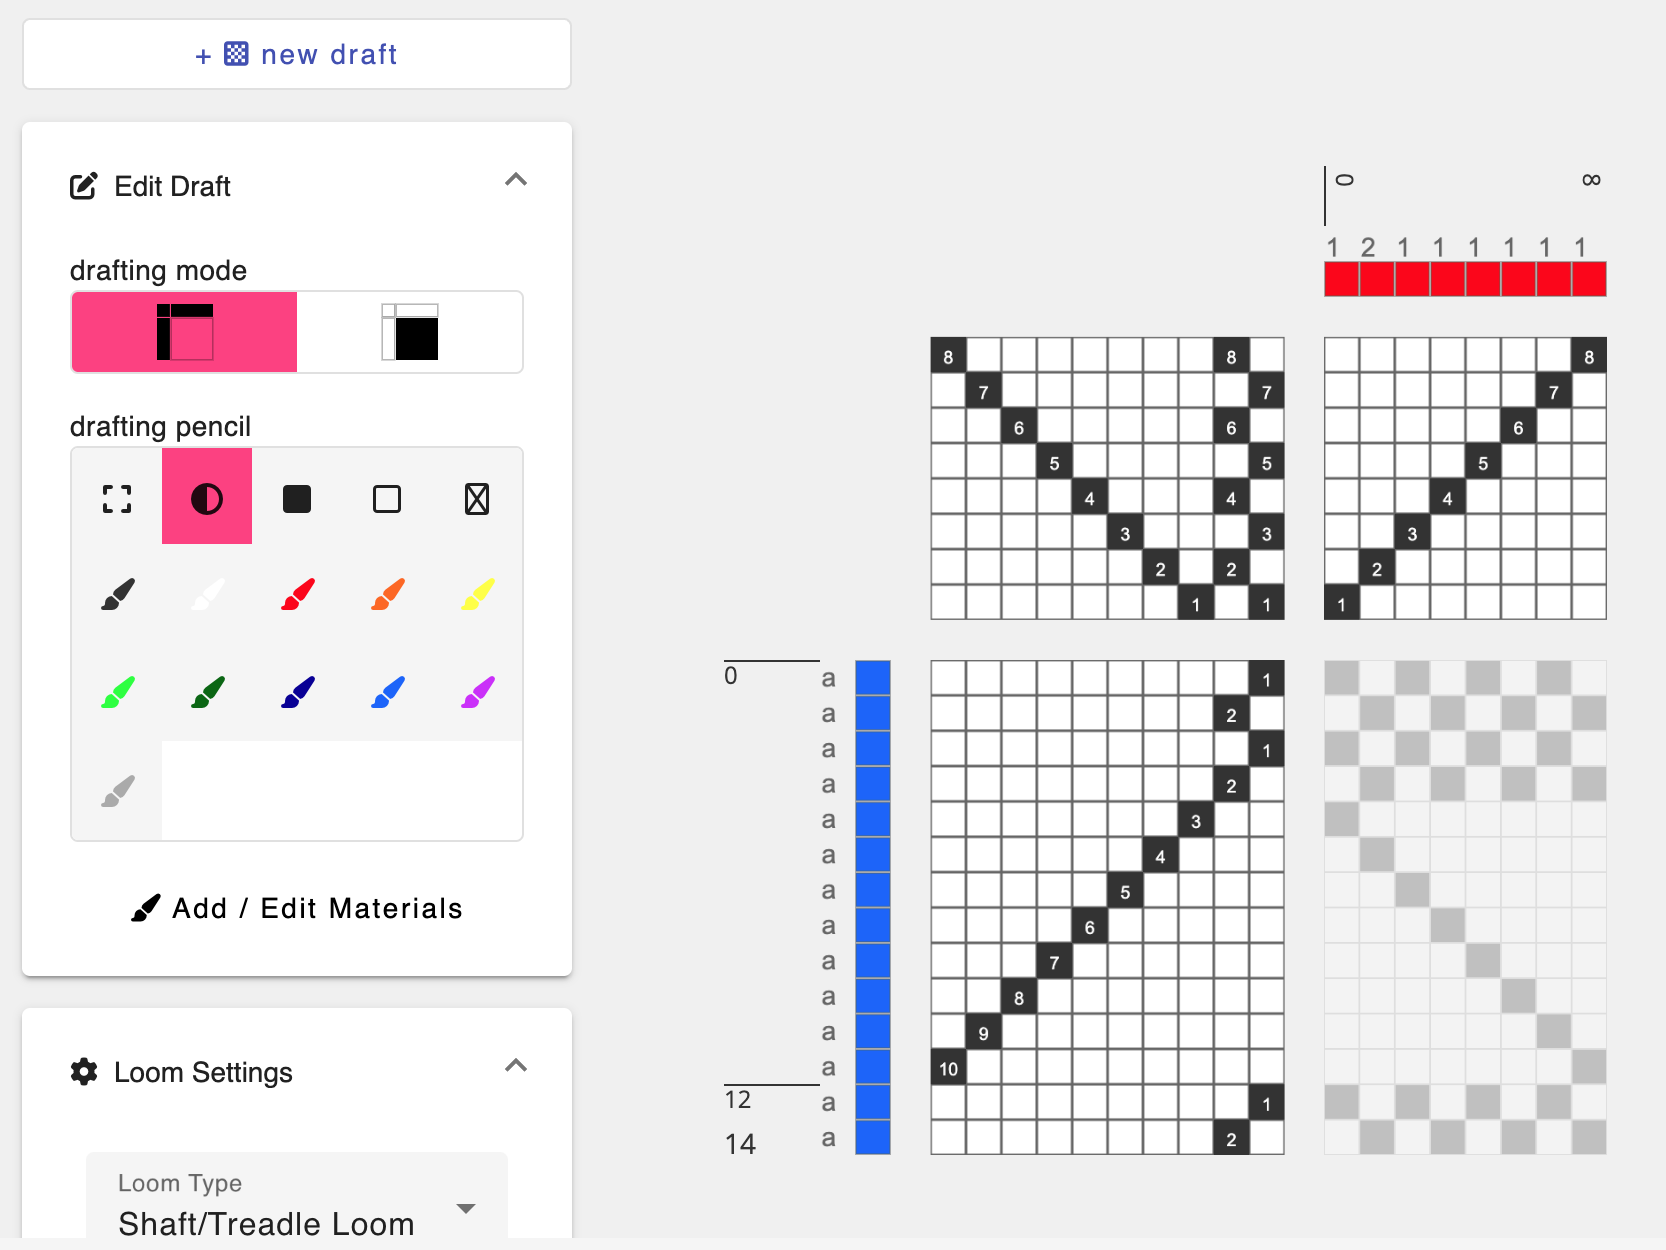 + new draft
Edit Draft
drafting mode
drafting pencil
Add / Edit Materials
Loom Settings
Loom Type
Shaft/Treadle Loom
0 8
1 2 1 1 1 1 1 1
8 8
7 7
6 6
5 5
4 4
3 3
2 2
1 1
8
7
6
5
4
3
2
1
0 a 1
a 2
a 1
a 2
a 3
a 4
a 5
a 6
a 7
a 8
a 9
a 10
12 a 1
14 a 2